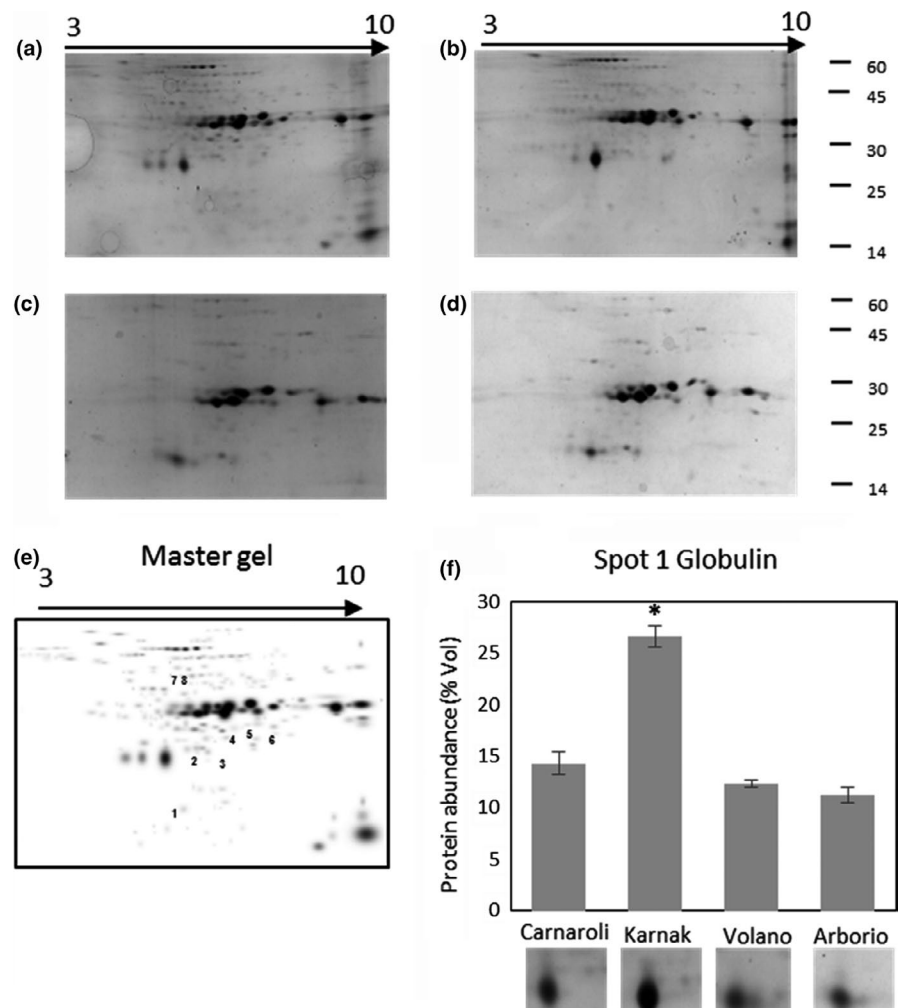 3 10
(a)
3 10
(b)
60
45
30
25
14
(c)
(d)
60
45
30
25
14
(e)
Master gel
3 10
7 8
4 5 6
2 3
1
(f)
Spot 1 Globulin
Protein abundance (% Vol)
30
25
20
15
10
5
0
*
Carnaroli Karnak Volano Arborio